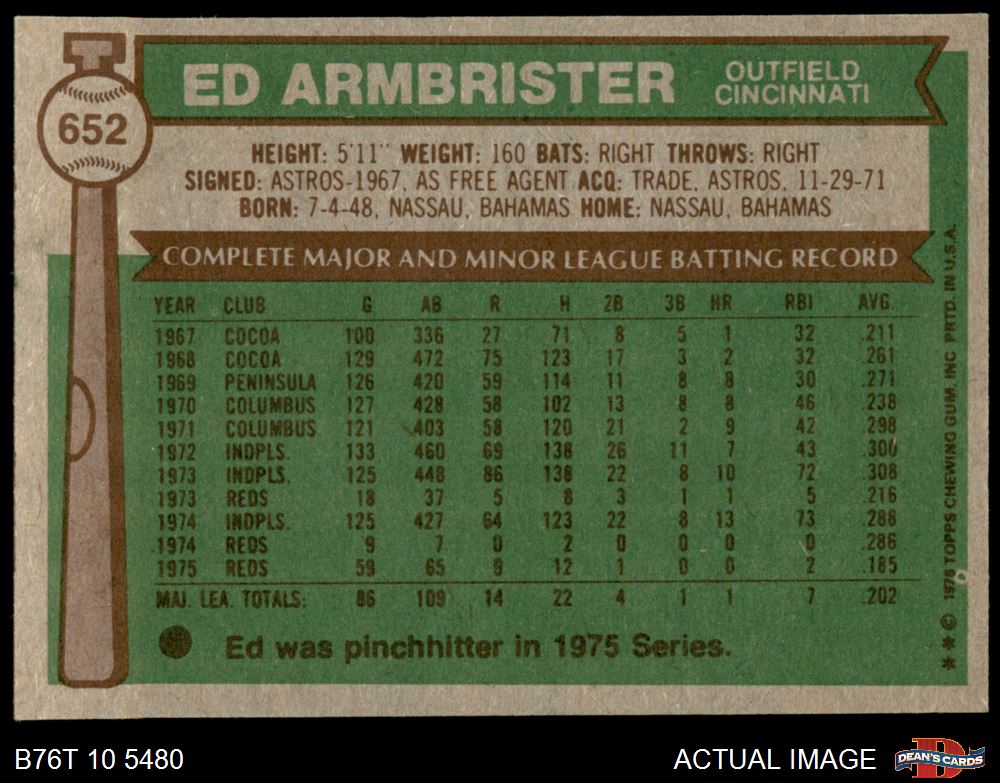 ED ARMBRISTER
OUTFIELD
CINCINNATI
652
HEIGHT: 5'11" WEIGHT: 160 BATS: RIGHT THROWS: RIGHT
SIGNED: ASTROS-1967, AS FREE AGENT ACQ: TRADE, ASTROS, 11-29-71
BORN: 7-4-48, NASSAU, BAHAMAS HOME: NASSAU, BAHAMAS
COMPLETE MAJOR AND MINOR LEAGUE BATTING RECORD
YEAR CLUB G AB R H 2B 3B HR RBI AVG.
1967 COCOA 100 336 27 71 8 5 1 32 .211
1968 COCOA 129 472 75 123 17 3 2 32 .261
1969 PENINSULA 126 420 59 114 11 8 8 30 .271
1970 COLUMBUS 127 428 58 102 13 8 8 46 .238
1971 COLUMBUS 121 403 58 120 21 2 9 42 .298
1972 INDPLS. 133 460 69 138 26 11 7 43 .300
1973 INDPLS. 125 448 86 138 22 8 10 72 .308
1973 REDS 18 37 5 8 3 1 1 5 .216
1974 INDPLS. 125 427 64 123 22 8 13 73 .288
1974 REDS 9 7 0 2 0 0 0 0 .286
1975 REDS 59 65 9 12 1 0 0 2 .185
MAJ. LEA. TOTALS: 86 109 14 22 4 1 1 7 .202
Ed was pinchhitter in 1975 Series.
** © 1976 TOPPS CHEWING GUM, INC PRTD. IN U.S.A.
B76T 10 5480
ACTUAL IMAGE
DEAN'S CARDS